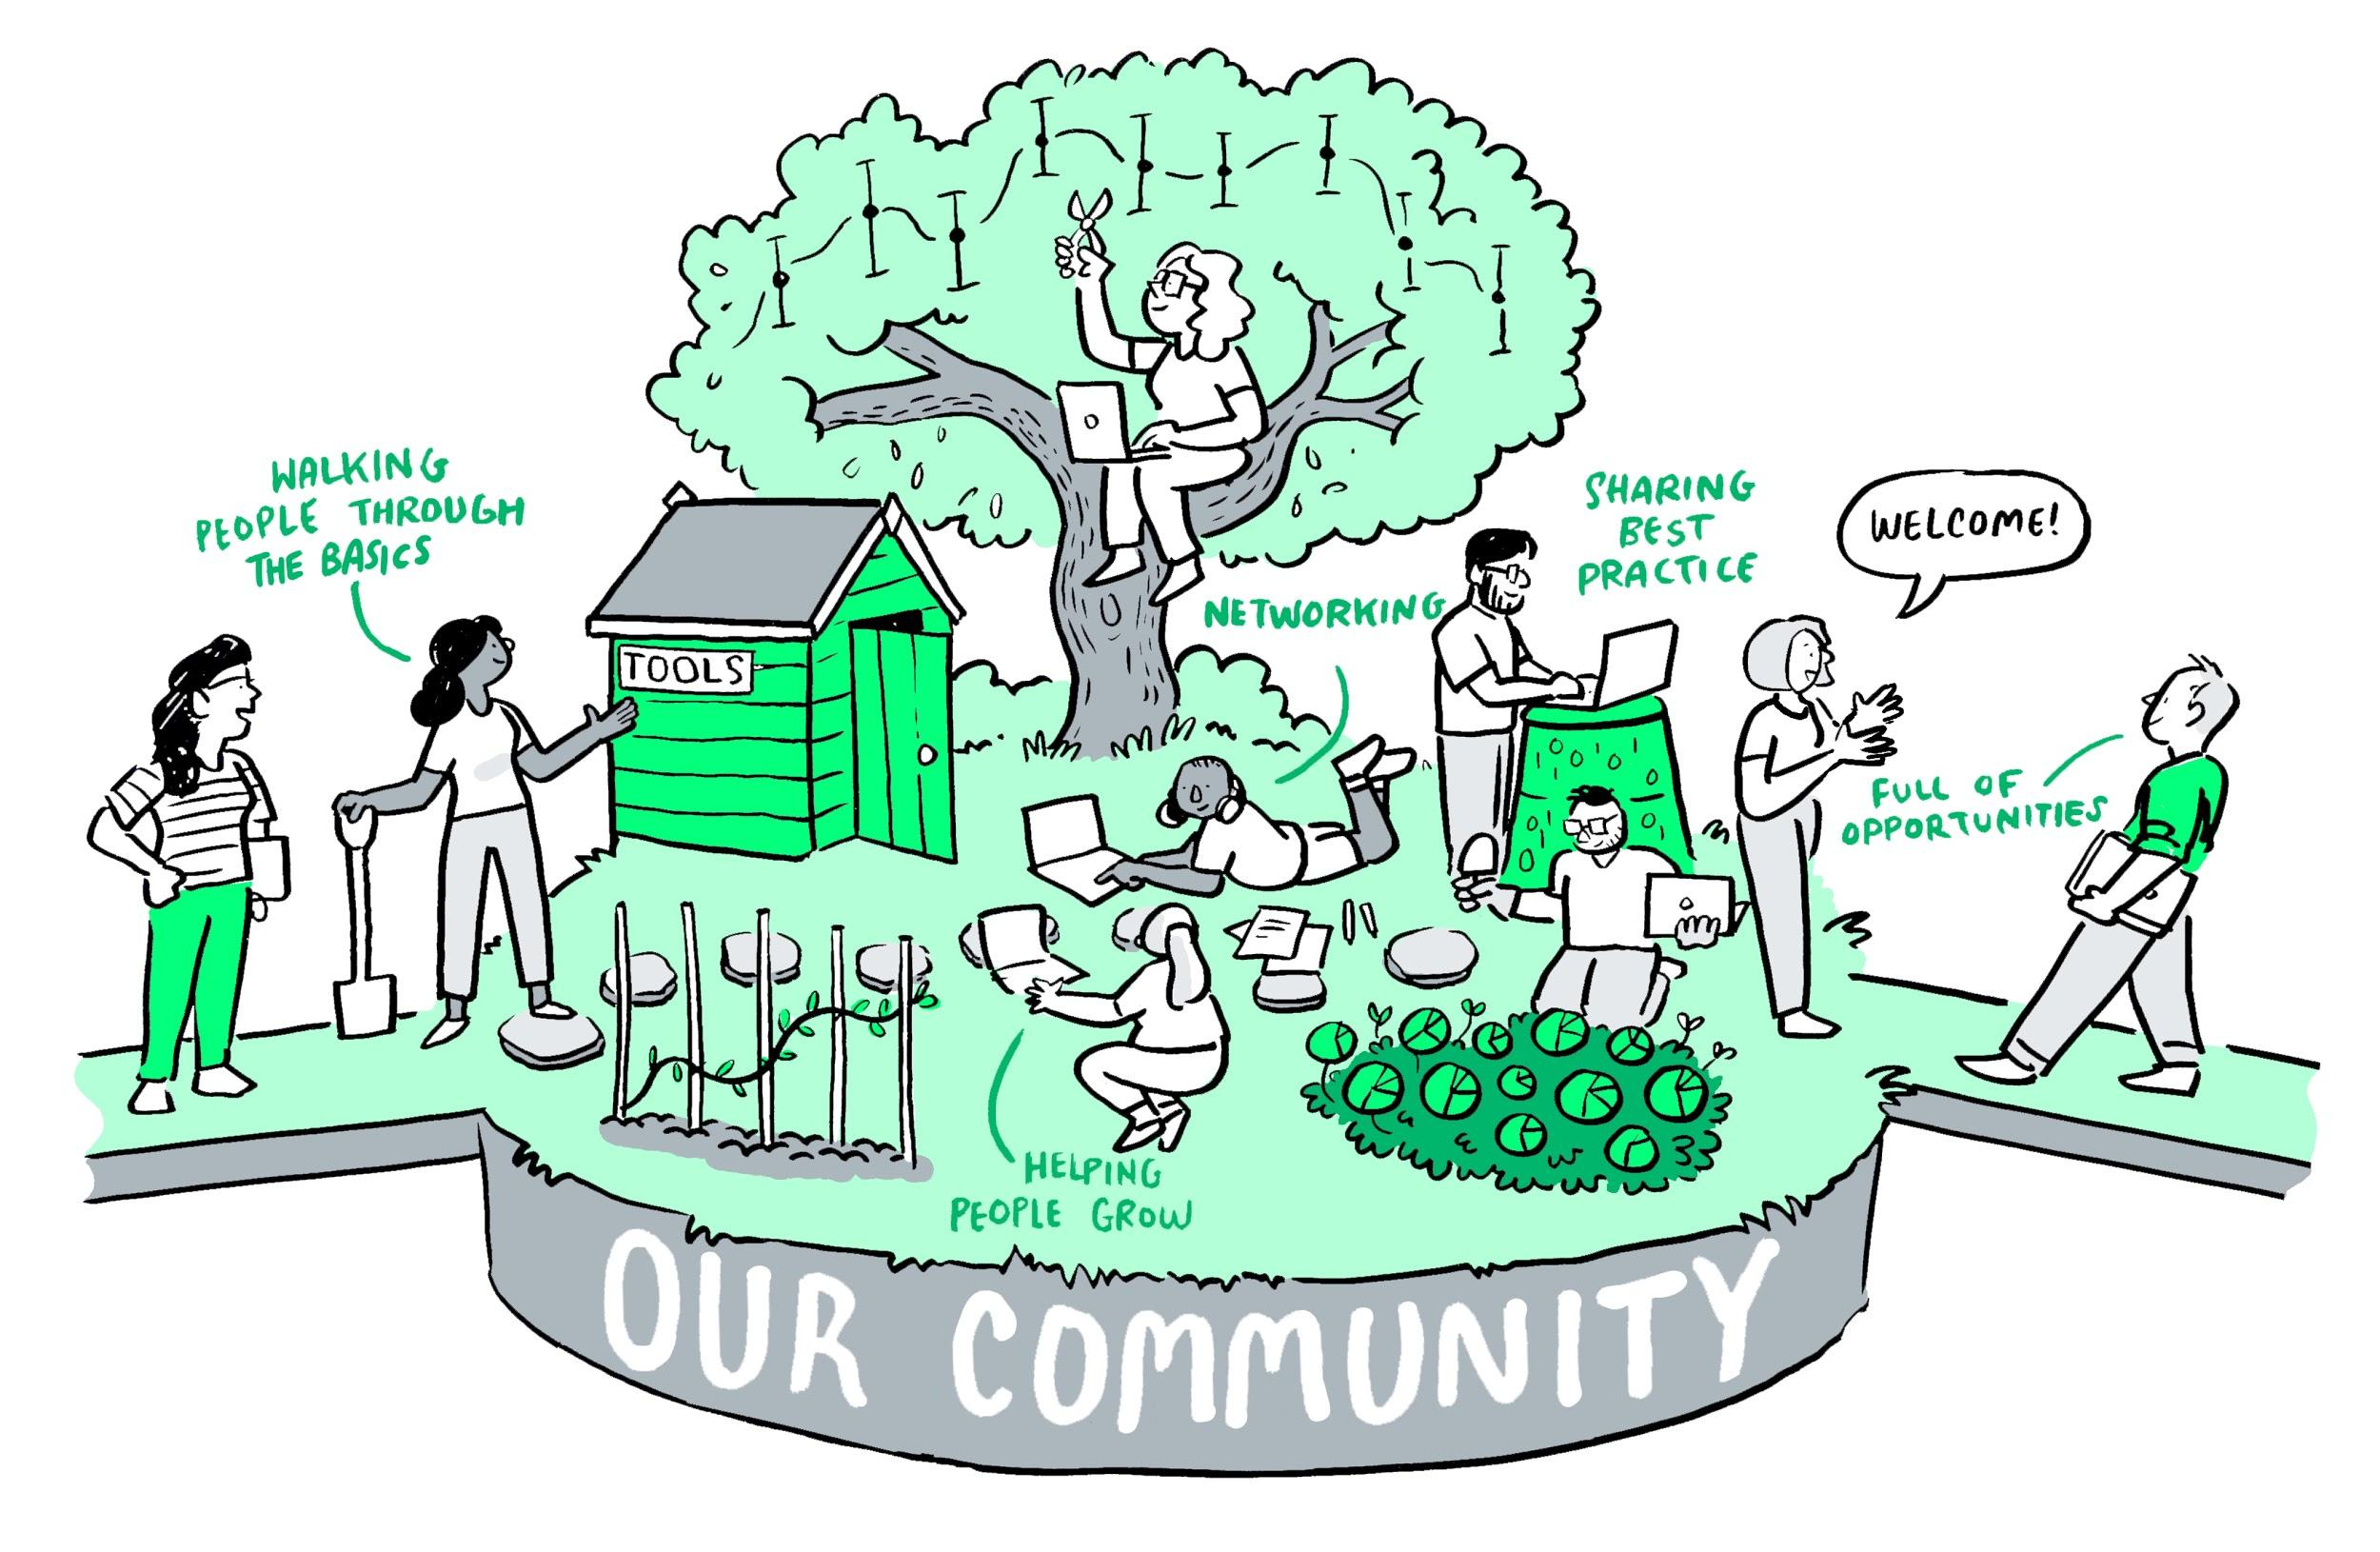 WALKING
PEOPLE THROUGH
THE BASICS
TOOLS
NETWORKING
SHARING
BEST
PRACTICE
WELCOME!
FULL OF
OPPORTUNITIES
HELPING
PEOPLE GROW
OUR COMMUNITY